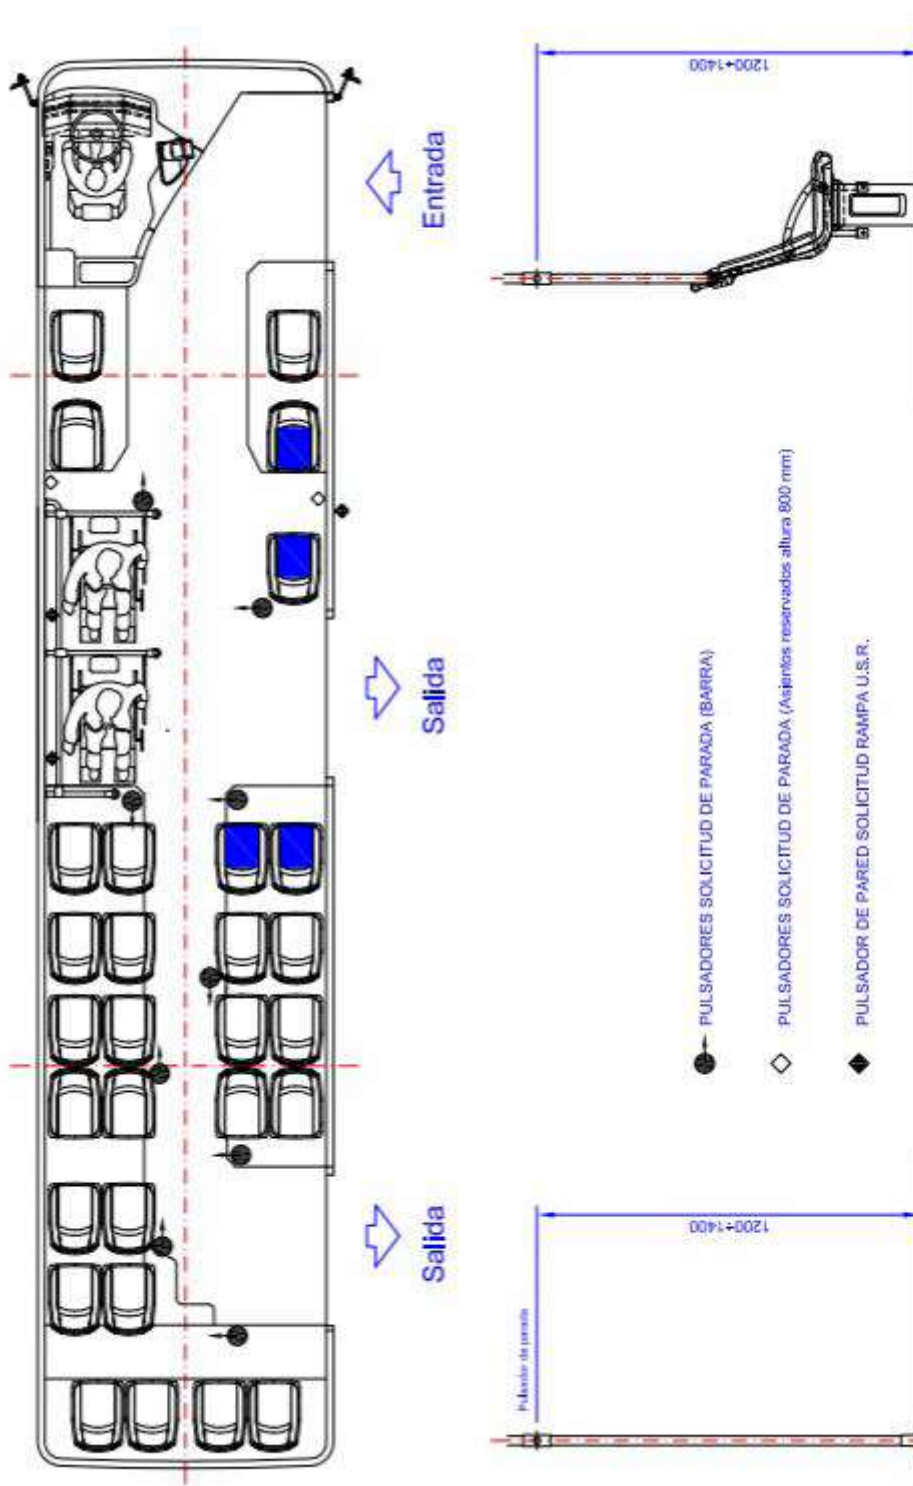 Entrada
Salida
Salida
1200÷1400
PULSADORES SOLICITUD DE PARADA (BARRA)
PULSADORES SOLICITUD DE PARADA (Asientos reservados altura 800 mm)
PULSADOR DE PARED SOLICITUD RAMPA U.S.R.
Pulsador de parada
1200÷1400